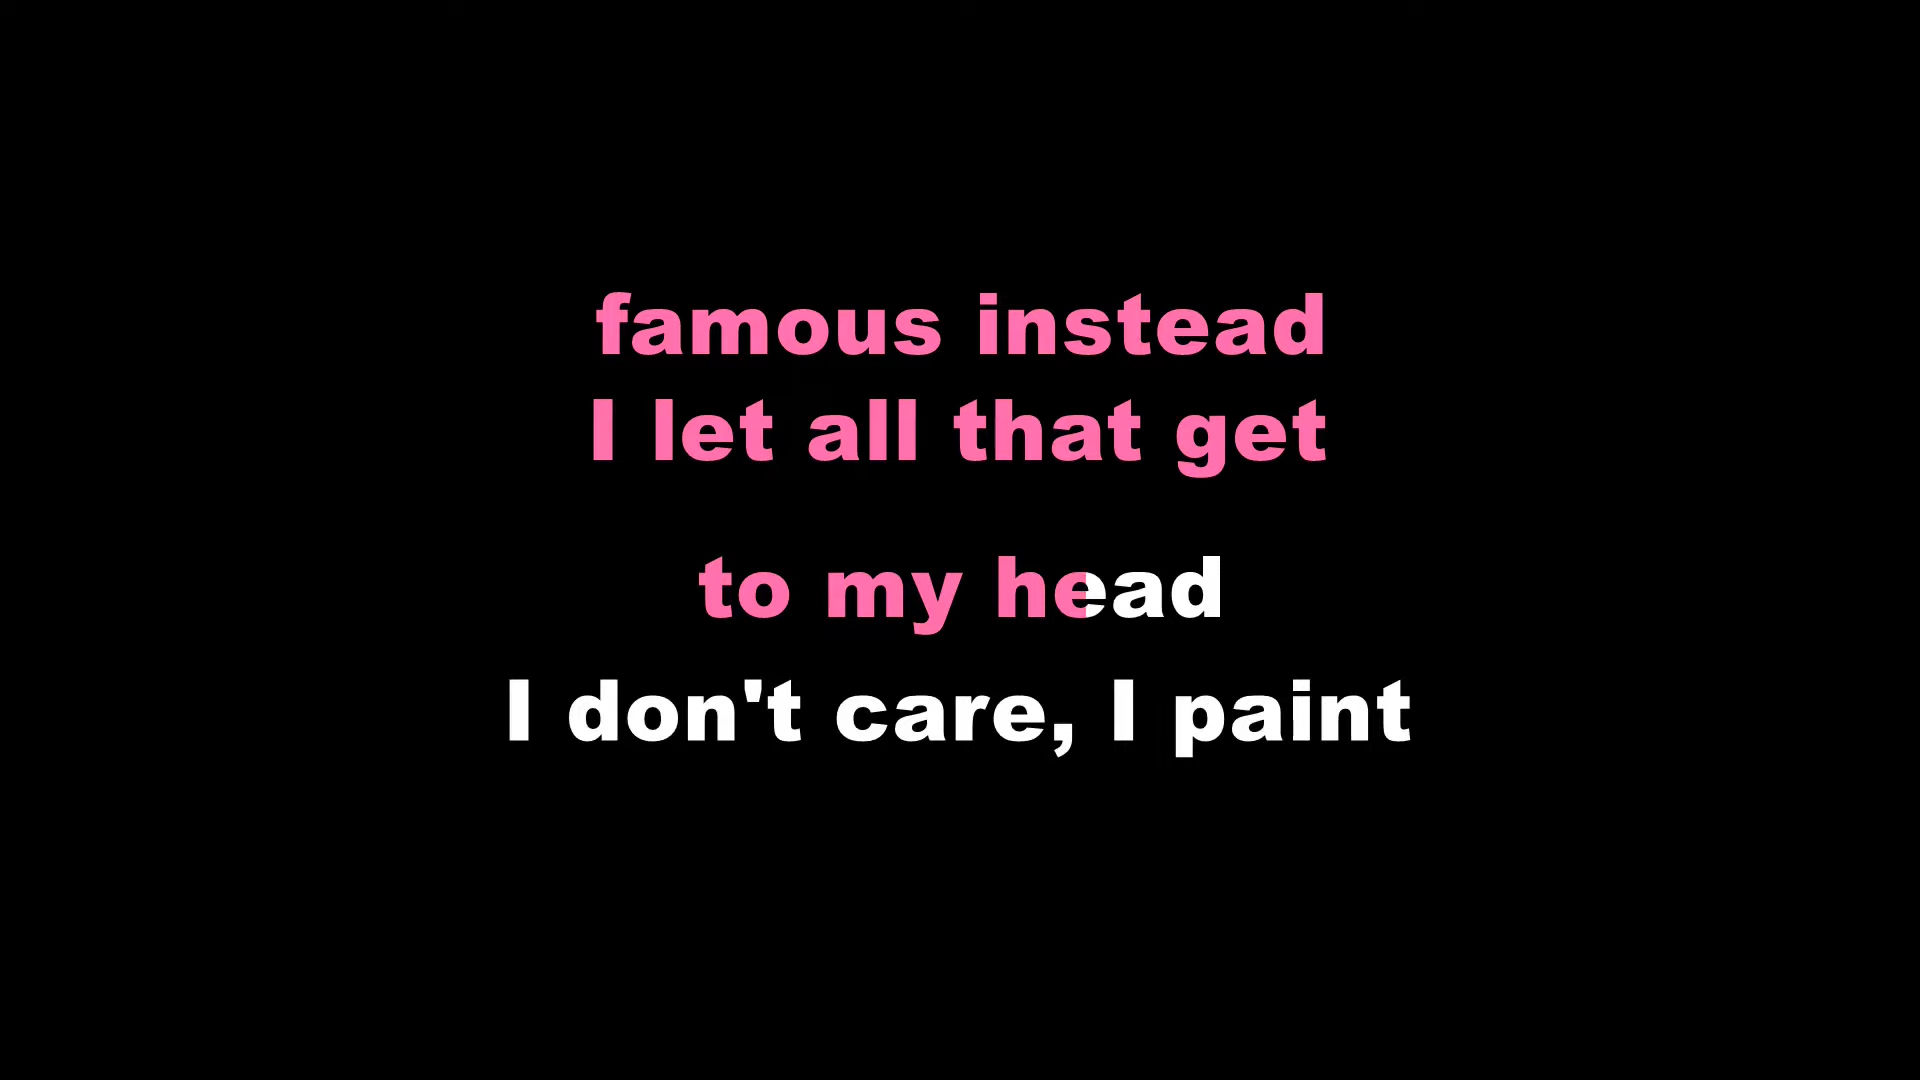 famous instead
I let all that get
to my head
I don't care, I paint